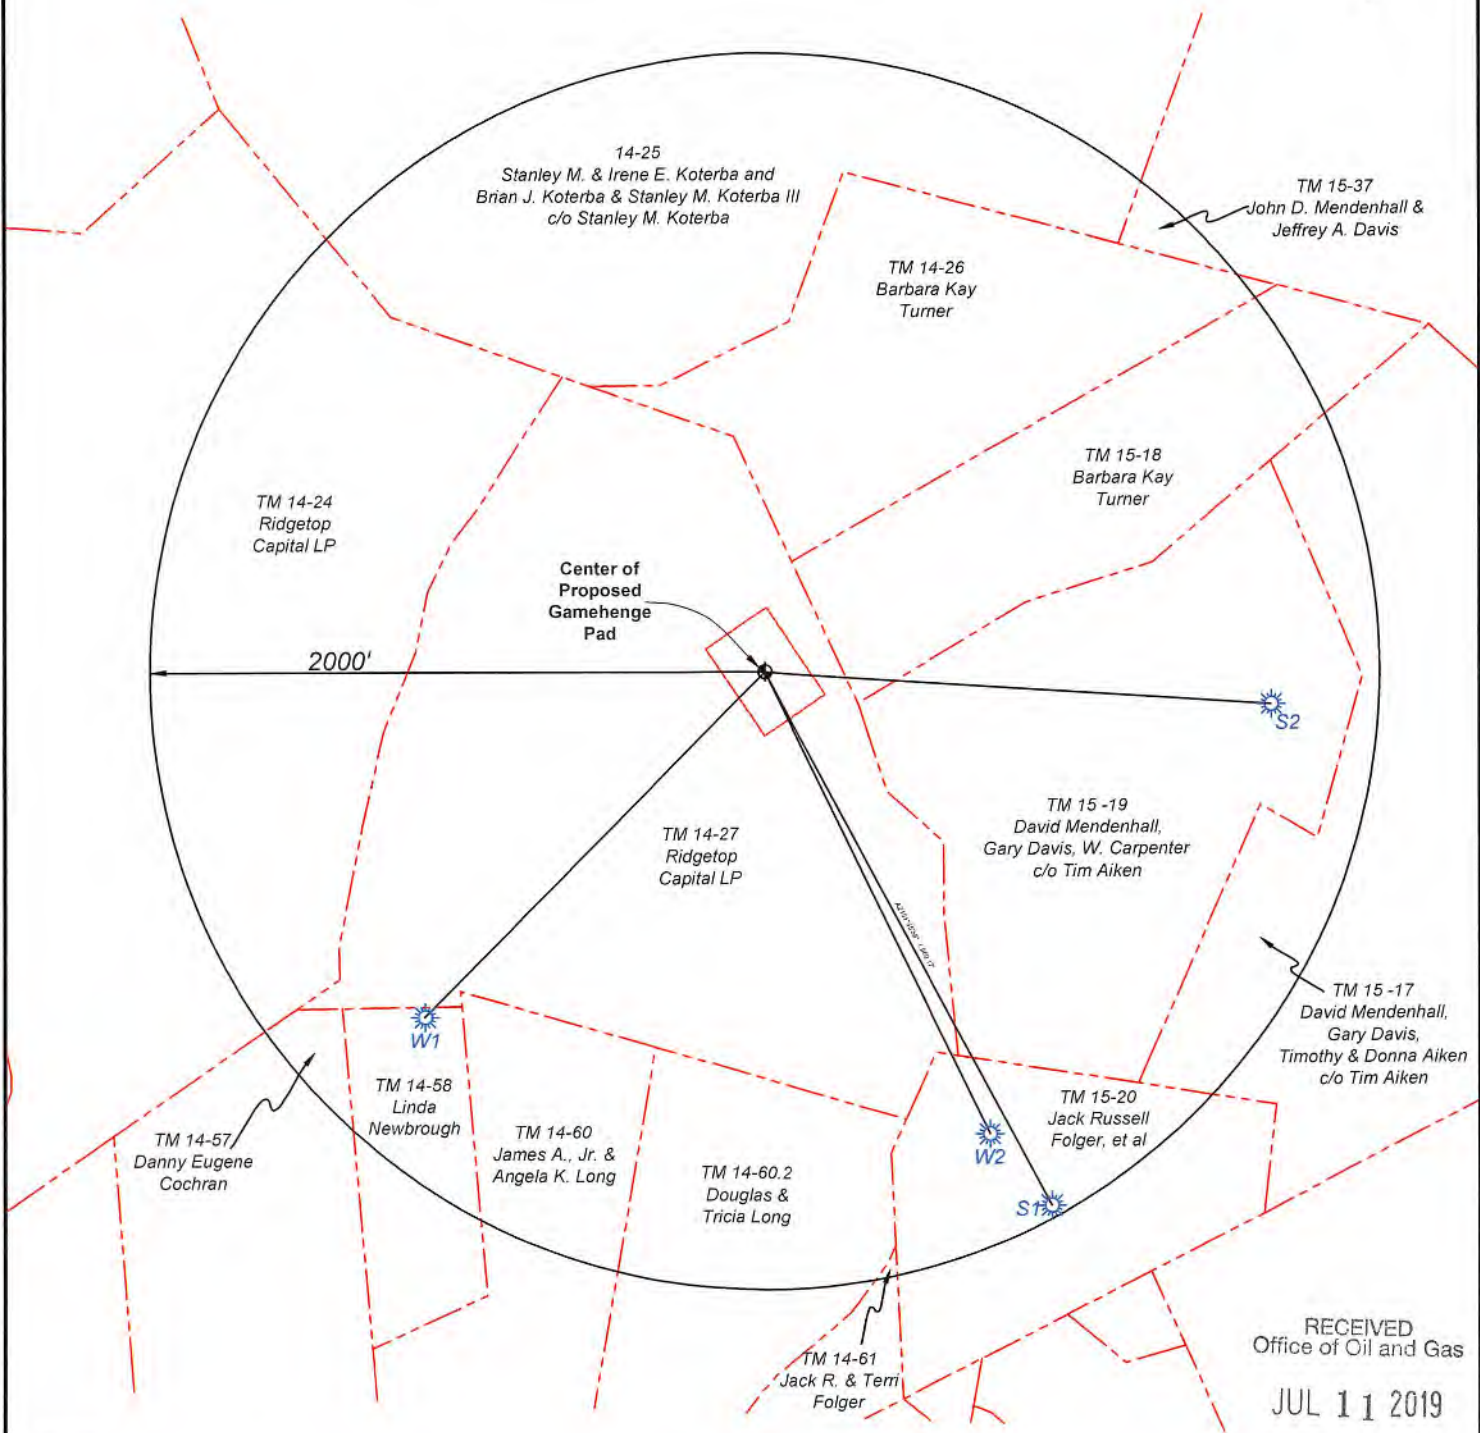 14-25
Stanley M. & Irene E. Koterba and
Brian J. Koterba & Stanley M. Koterba III
c/o Stanley M. Koterba
TM 15-37
John D. Mendenhall &
Jeffrey A. Davis
TM 14-26
Barbara Kay
Turner
TM 15-18
Barbara Kay
Turner
TM 14-24
Ridgetop
Capital LP
Center of
Proposed
Gamehenge
Pad
2000'
S2
TM 15 -19
David Mendenhall,
Gary Davis, W. Carpenter
c/o Tim Aiken
TM 14-27
Ridgetop
Capital LP
TM 15 -17
David Mendenhall,
Gary Davis,
Timothy & Donna Aiken
c/o Tim Aiken
W1
TM 14-58
Linda
Newbrough
TM 14-57
Danny Eugene
Cochran
TM 14-60
James A., Jr. &
Angela K. Long
TM 14-60.2
Douglas &
Tricia Long
TM 15-20
Jack Russell
Folger, et al
W2
S1
TM 14-61
Jack R. & Terri
Folger
RECEIVED
Office of Oil and Gas
JUL 11 2019